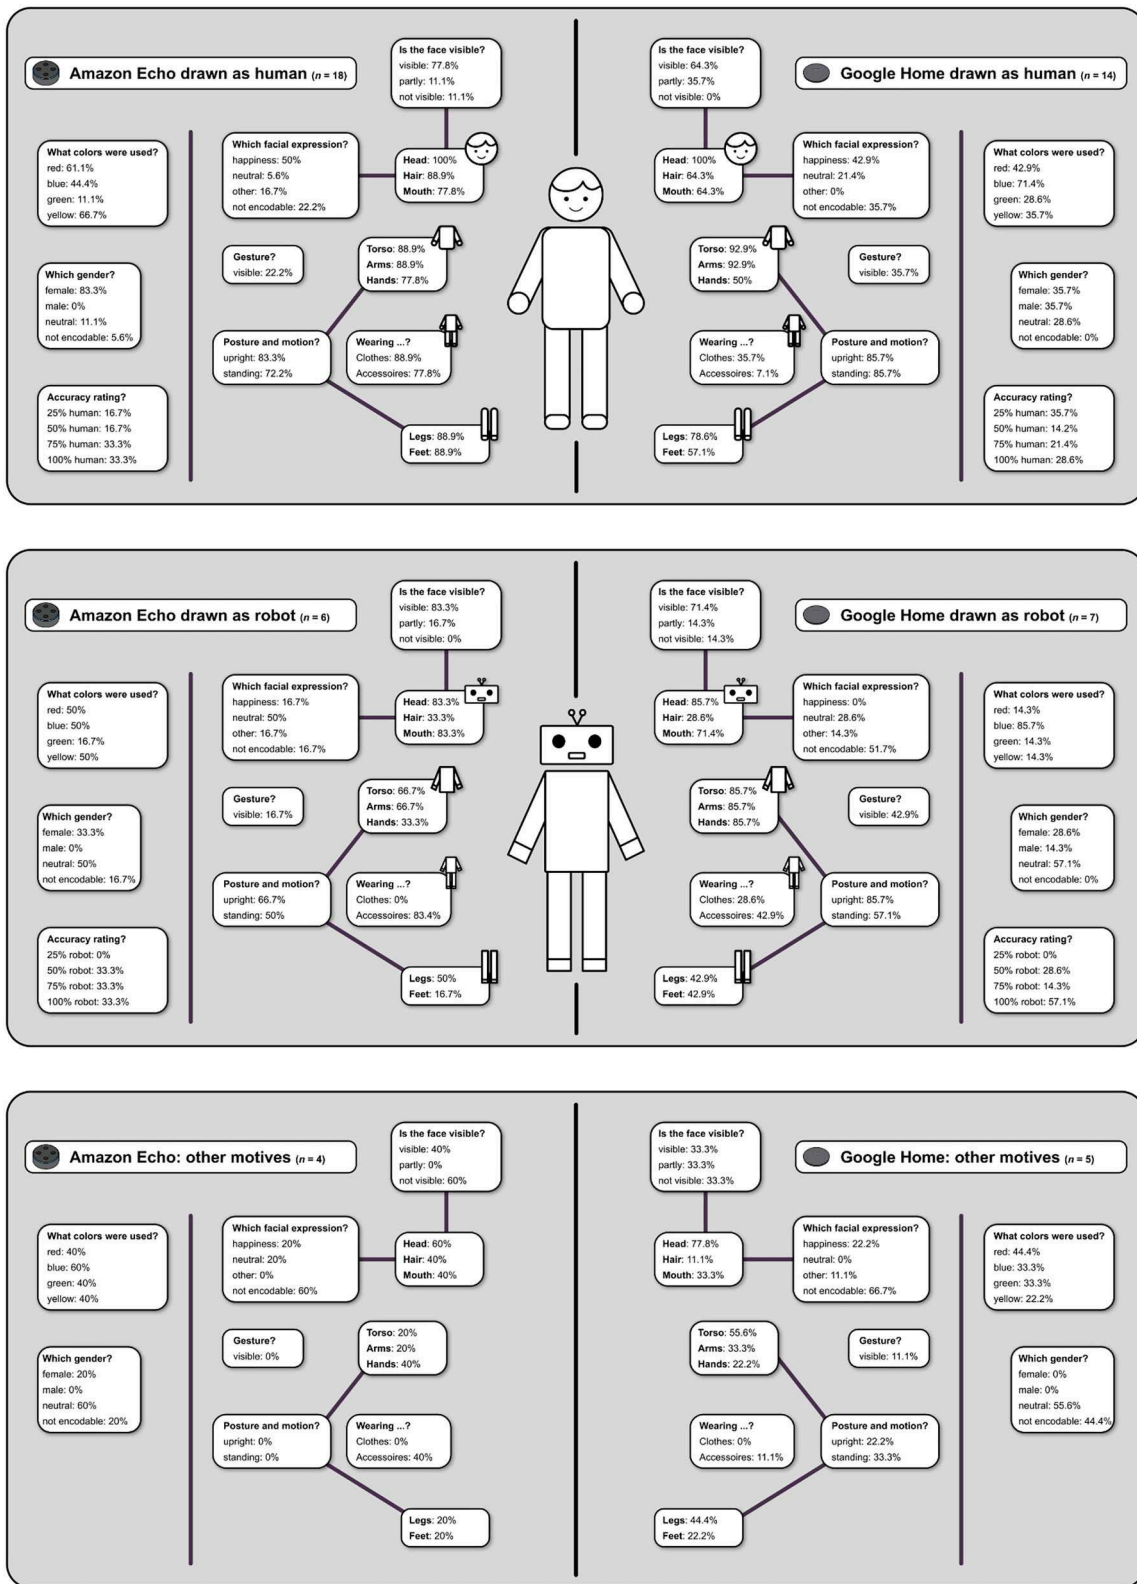 Amazon Echo drawn as human (n = 18)
Is the face visible?
visible: 77.8%
partly: 11.1%
not visible: 11.1%
What colors were used?
red: 61.1%
blue: 44.4%
green: 11.1%
yellow: 66.7%
Which facial expression?
happiness: 50%
neutral: 5.6%
other: 16.7%
not encodable: 22.2%
Head: 100%
Hair: 88.9%
Mouth: 77.8%
Gesture?
visible: 22.2%
Torso: 88.9%
Arms: 88.9%
Hands: 77.8%
Which gender?
female: 83.3%
male: 0%
neutral: 11.1%
not encodable: 5.6%
Posture and motion?
upright: 83.3%
standing: 72.2%
Wearing ...?
Clothes: 88.9%
Accessoires: 77.8%
Accuracy rating?
25% human: 16.7%
50% human: 16.7%
75% human: 33.3%
100% human: 33.3%
Legs: 88.9%
Feet: 88.9%
Google Home drawn as human (n = 14)
Is the face visible?
visible: 64.3%
partly: 35.7%
not visible: 0%
Head: 100%
Hair: 64.3%
Mouth: 64.3%
Which facial expression?
happiness: 42.9%
neutral: 21.4%
other: 0%
not encodable: 35.7%
What colors were used?
red: 42.9%
blue: 71.4%
green: 28.6%
yellow: 35.7%
Torso: 92.9%
Arms: 92.9%
Hands: 50%
Gesture?
visible: 35.7%
Which gender?
female: 35.7%
male: 35.7%
neutral: 28.6%
not encodable: 0%
Wearing ...?
Clothes: 35.7%
Accessoires: 7.1%
Posture and motion?
upright: 85.7%
standing: 85.7%
Accuracy rating?
25% human: 35.7%
50% human: 14.2%
75% human: 21.4%
100% human: 28.6%
Legs: 78.6%
Feet: 57.1%
Amazon Echo drawn as robot (n = 6)
Is the face visible?
visible: 83.3%
partly: 16.7%
not visible: 0%
What colors were used?
red: 50%
blue: 50%
green: 16.7%
yellow: 50%
Which facial expression?
happiness: 16.7%
neutral: 50%
other: 16.7%
not encodable: 16.7%
Head: 83.3%
Hair: 33.3%
Mouth: 83.3%
Gesture?
visible: 16.7%
Torso: 66.7%
Arms: 66.7%
Hands: 33.3%
Which gender?
female: 33.3%
male: 0%
neutral: 50%
not encodable: 16.7%
Posture and motion?
upright: 66.7%
standing: 50%
Wearing ...?
Clothes: 0%
Accessoires: 83.4%
Accuracy rating?
25% robot: 0%
50% robot: 33.3%
75% robot: 33.3%
100% robot: 33.3%
Legs: 50%
Feet: 16.7%
Google Home drawn as robot (n = 7)
Is the face visible?
visible: 71.4%
partly: 14.3%
not visible: 14.3%
Head: 85.7%
Hair: 28.6%
Mouth: 71.4%
Which facial expression?
happiness: 0%
neutral: 28.6%
other: 14.3%
not encodable: 51.7%
What colors were used?
red: 14.3%
blue: 85.7%
green: 14.3%
yellow: 14.3%
Torso: 85.7%
Arms: 85.7%
Hands: 85.7%
Gesture?
visible: 42.9%
Which gender?
female: 28.6%
male: 14.3%
neutral: 57.1%
not encodable: 0%
Wearing ...?
Clothes: 28.6%
Accessoires: 42.9%
Posture and motion?
upright: 85.7%
standing: 57.1%
Accuracy rating?
25% robot: 0%
50% robot: 28.6%
75% robot: 14.3%
100% robot: 57.1%
Legs: 42.9%
Feet: 42.9%
Amazon Echo: other motives (n = 4)
Is the face visible?
visible: 40%
partly: 0%
not visible: 60%
What colors were used?
red: 40%
blue: 60%
green: 40%
yellow: 40%
Which facial expression?
happiness: 20%
neutral: 20%
other: 0%
not encodable: 60%
Head: 60%
Hair: 40%
Mouth: 40%
Gesture?
visible: 0%
Torso: 20%
Arms: 20%
Hands: 40%
Which gender?
female: 20%
male: 0%
neutral: 60%
not encodable: 20%
Posture and motion?
upright: 0%
standing: 0%
Wearing ...?
Clothes: 0%
Accessoires: 40%
Legs: 20%
Feet: 20%
Google Home: other motives (n = 5)
Is the face visible?
visible: 33.3%
partly: 33.3%
not visible: 33.3%
Head: 77.8%
Hair: 11.1%
Mouth: 33.3%
Which facial expression?
happiness: 22.2%
neutral: 0%
other: 11.1%
not encodable: 66.7%
What colors were used?
red: 44.4%
blue: 33.3%
green: 33.3%
yellow: 22.2%
Torso: 55.6%
Arms: 33.3%
Hands: 22.2%
Gesture?
visible: 11.1%
Which gender?
female: 0%
male: 0%
neutral: 55.6%
not encodable: 44.4%
Wearing ...?
Clothes: 0%
Accessoires: 11.1%
Posture and motion?
upright: 22.2%
standing: 33.3%
Legs: 44.4%
Feet: 22.2%